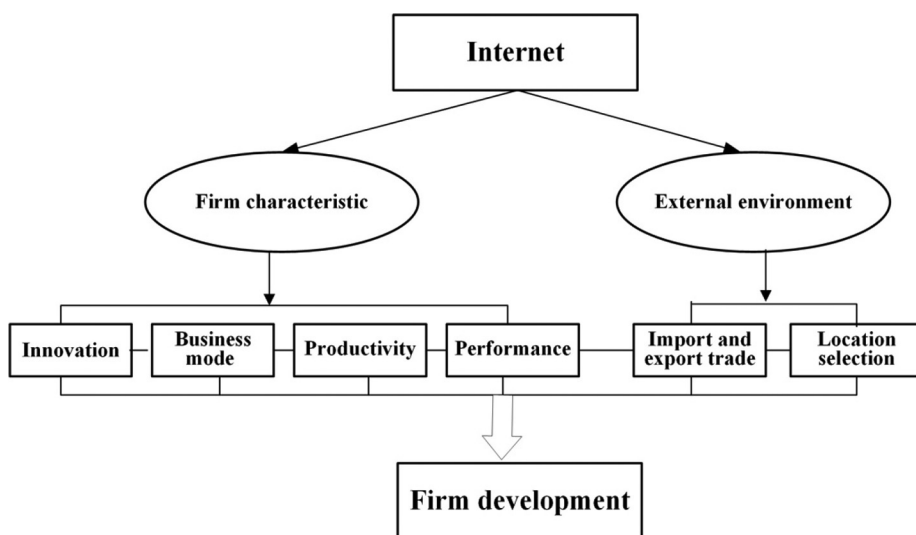 Internet
Firm characteristic
External environment
Innovation
Business
mode
Productivity
Performance
Import and
export trade
Location
selection
Firm development